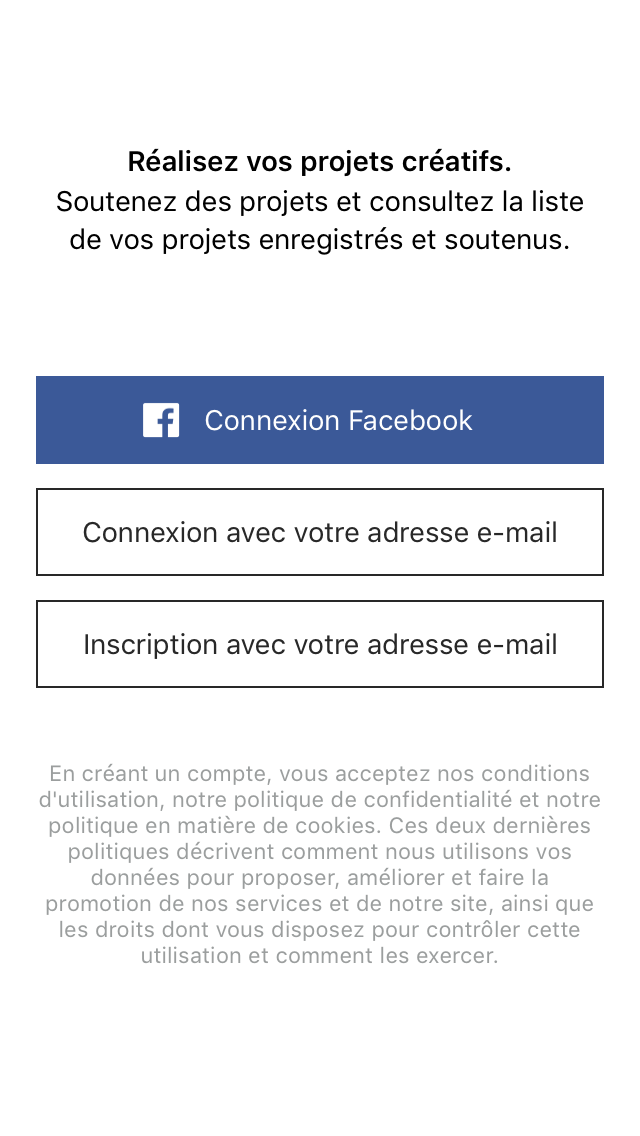 Réalisez vos projets créatifs.
Soutenez des projets et consultez la liste
de vos projets enregistrés et soutenus.
Connexion Facebook
Connexion avec votre adresse e-mail
Inscription avec votre adresse e-mail
En créant un compte, vous acceptez nos conditions
d'utilisation, notre politique de confidentialité et notre
politique en matière de cookies. Ces deux dernières
politiques décrivent comment nous utilisons vos
données pour proposer, améliorer et faire la
promotion de nos services et de notre site, ainsi que
les droits dont vous disposez pour contrôler cette
utilisation et comment les exercer.